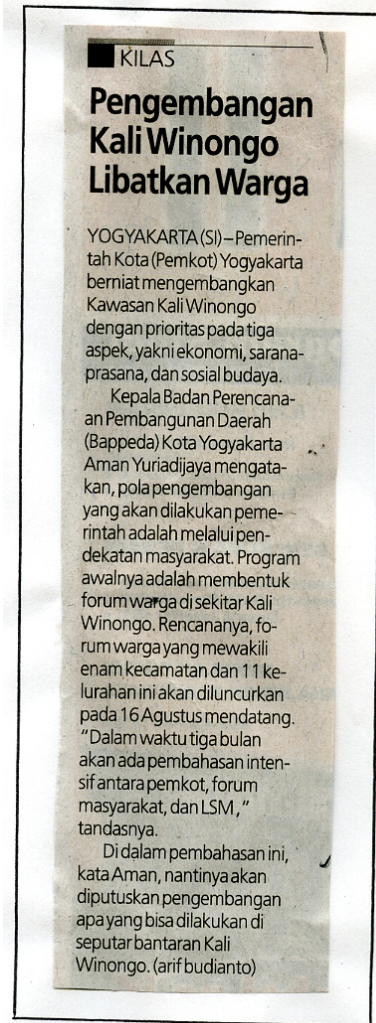 KILAS
Pengembangan
Kali Winongo
Libatkan Warga
YOGYAKARTA (SI) – Pemerin-
tah Kota (Pemkot) Yogyakarta
berniat mengembangkan
Kawasan Kali Winongo
dengan prioritas pada tiga
aspek, yakni ekonomi, sarana-
prasana, dan sosial budaya.
Kepala Badan Perencana-
an Pembangunan Daerah
(Bappeda) Kota Yogyakarta
Aman Yuriadijaya mengata-
kan, pola pengembangan
yang akan dilakukan peme-
rintah adalah melalui pen-
dekatan masyarakat. Program
awalnya adalah membentuk
forum warga di sekitar Kali
Winongo. Rencananya, fo-
rum warga yang mewakili
enam kecamatan dan 11 ke-
lurahan ini akan diluncurkan
pada 16 Agustus mendatang.
“Dalam waktu tiga bulan
akan ada pembahasan inten-
sif antara pemkot, forum
masyarakat, dan LSM ,”
tandasnya.
Di dalam pembahasan ini,
kata Aman, nantinya akan
diputuskan pengembangan
apa yang bisa dilakukan di
seputar bantaran Kali
Winongo. (arif budianto)